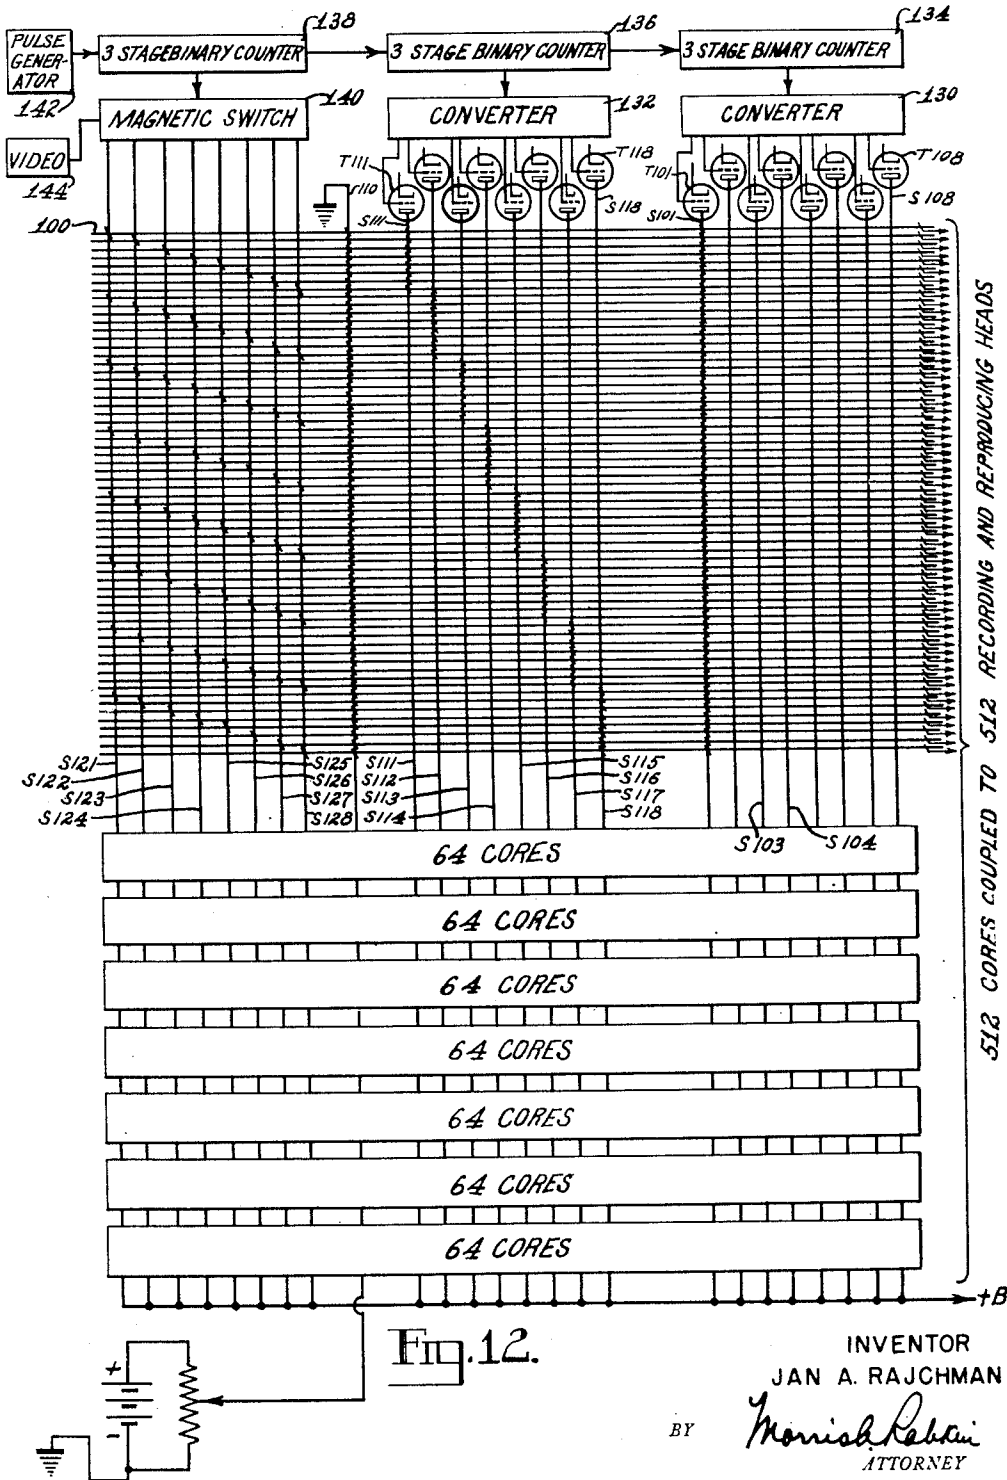 138
136
134
PULSE
GENER-
ATOR
3 STAGE BINARY COUNTER
3 STAGE BINARY COUNTER
3 STAGE BINARY COUNTER
142
140
132
130
MAGNETIC SWITCH
CONVERTER
CONVERTER
VIDEO
144
T111
T118
T101
T108
110
S111
S118
S101
S108
100
S121
S122
S123
S124
S125
S126
S127
S128
S111
S112
S113
S114
S115
S116
S117
S118
S103
S104
64 CORES
64 CORES
64 CORES
64 CORES
64 CORES
64 CORES
64 CORES
512 CORES COUPLED TO 512 RECORDING AND REPRODUCING HEADS
+B
+
-
Fig. 12.
INVENTOR
JAN A. RAJCHMAN
BY
Morris A. Rabkin
ATTORNEY